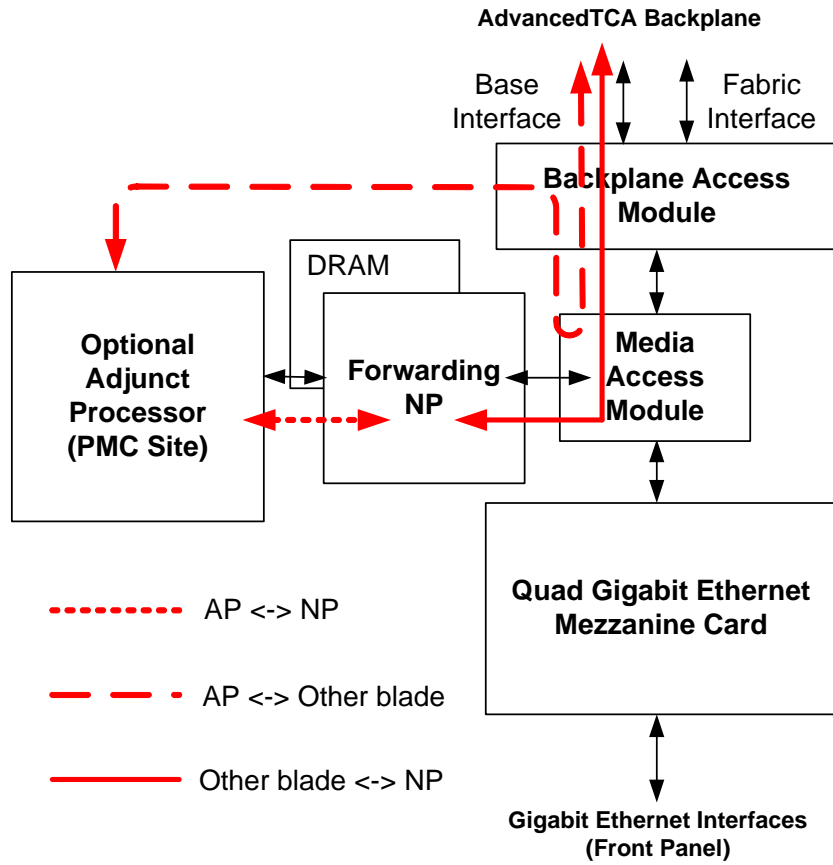 AdvancedTCA Backplane
Base
Interface
Fabric
Interface
Backplane Access
Module
DRAM
Optional
Adjunct
Processor
(PMC Site)
Forwarding
NP
Media
Access
Module
Quad Gigabit Ethernet
Mezzanine Card
AP <-> NP
AP <-> Other blade
Other blade <-> NP
Gigabit Ethernet Interfaces
(Front Panel)